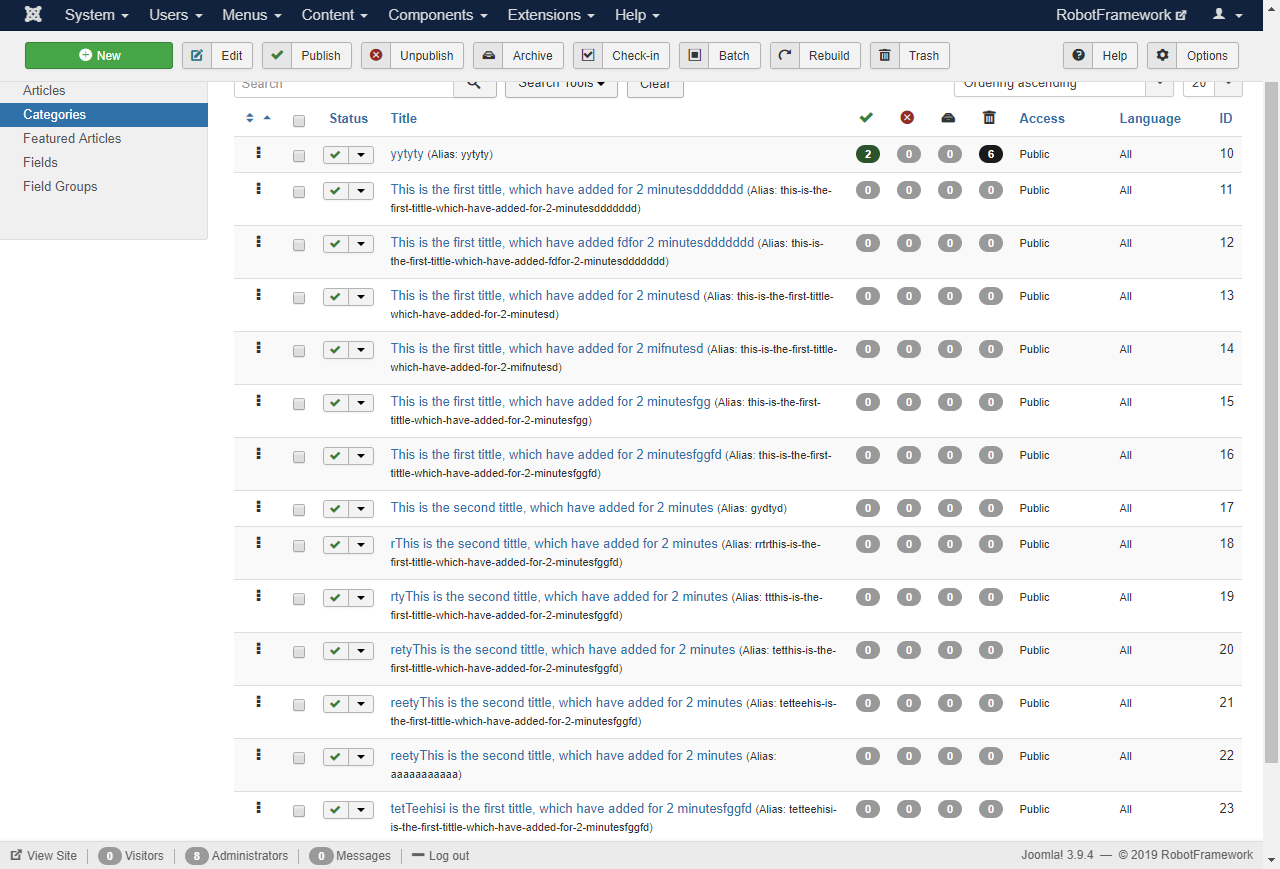 System Users Menus Content Components Extensions Help RobotFramework
New Edit Publish Unpublish Archive Check-in Batch Rebuild Trash Help Options
Articles
Categories
Featured Articles
Fields
Field Groups
Search Search Tools Clear Ordering ascending 20
Status Title Access Language ID
yytyty (Alias: yytyty) 2 0 0 6 Public All 10
This is the first tittle, which have added for 2 minutesddddddd (Alias: this-is-the- 0 0 0 0 Public All 11
first-tittle-which-have-added-for-2-minutesddddddd)
This is the first tittle, which have added fdfor 2 minutesddddddd (Alias: this-is- 0 0 0 0 Public All 12
the-first-tittle-which-have-added-fdfor-2-minutesddddddd)
This is the first tittle, which have added for 2 minutesd (Alias: this-is-the-first-tittle- 0 0 0 0 Public All 13
which-have-added-for-2-minutesd)
This is the first tittle, which have added for 2 mifnutesd (Alias: this-is-the-first-tittle- 0 0 0 0 Public All 14
which-have-added-for-2-mifnutesd)
This is the first tittle, which have added for 2 minutesfgg (Alias: this-is-the-first- 0 0 0 0 Public All 15
tittle-which-have-added-for-2-minutesfgg)
This is the first tittle, which have added for 2 minutesfggfd (Alias: this-is-the-first- 0 0 0 0 Public All 16
tittle-which-have-added-for-2-minutesfggfd)
This is the second tittle, which have added for 2 minutes (Alias: gydtyd) 0 0 0 0 Public All 17
rThis is the second tittle, which have added for 2 minutes (Alias: rrtrthis-is-the- 0 0 0 0 Public All 18
first-tittle-which-have-added-for-2-minutesfggfd)
rtyThis is the second tittle, which have added for 2 minutes (Alias: ttthis-is-the- 0 0 0 0 Public All 19
first-tittle-which-have-added-for-2-minutesfggfd)
retyThis is the second tittle, which have added for 2 minutes (Alias: tetthis-is-the- 0 0 0 0 Public All 20
first-tittle-which-have-added-for-2-minutesfggfd)
reetyThis is the second tittle, which have added for 2 minutes (Alias: tetteehis-is- 0 0 0 0 Public All 21
the-first-tittle-which-have-added-for-2-minutesfggfd)
reetyThis is the second tittle, which have added for 2 minutes (Alias: 0 0 0 0 Public All 22
aaaaaaaaaaa)
tetTeehisi is the first tittle, which have added for 2 minutesfggfd (Alias: tetteehisi- 0 0 0 0 Public All 23
is-the-first-tittle-which-have-added-for-2-minutesfggfd)
View Site 0 Visitors 8 Administrators 0 Messages Log out Joomla! 3.9.4 — © 2019 RobotFramework